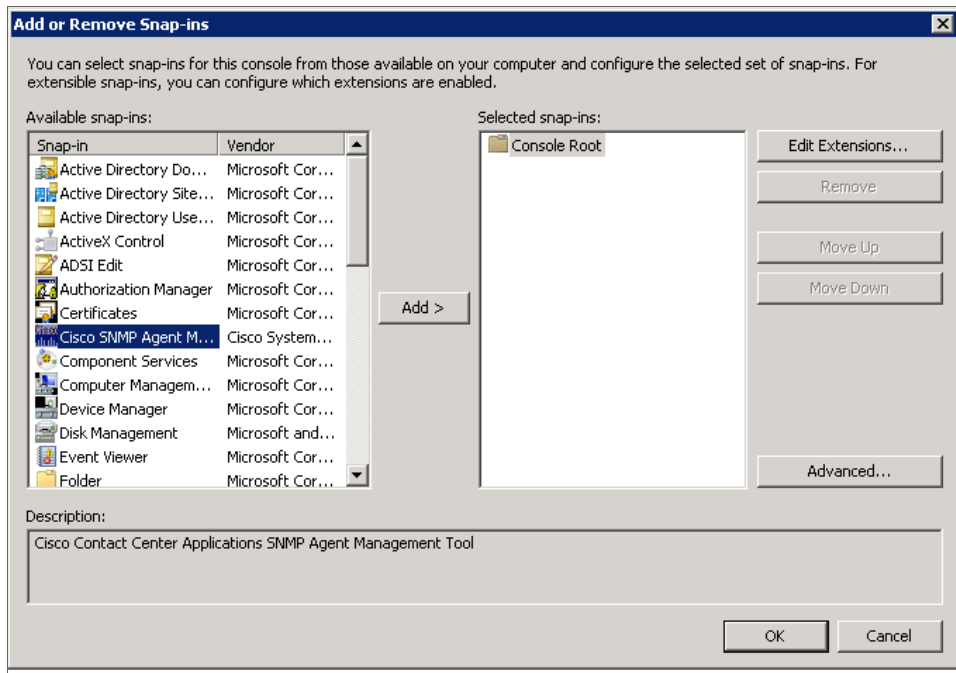 Add or Remove Snap-ins
You can select snap-ins for this console from those available on your computer and configure the selected set of snap-ins. For
extensible snap-ins, you can configure which extensions are enabled.
Available snap-ins:
Snap-in Vendor
Active Directory Do... Microsoft Cor...
Active Directory Site... Microsoft Cor...
Active Directory Use... Microsoft Cor...
ActiveX Control Microsoft Cor...
ADSI Edit Microsoft Cor...
Authorization Manager Microsoft Cor...
Certificates Microsoft Cor...
Cisco SNMP Agent M... Cisco System...
Component Services Microsoft Cor...
Computer Managem... Microsoft Cor...
Device Manager Microsoft Cor...
Disk Management Microsoft and...
Event Viewer Microsoft Cor...
Folder Microsoft Cor...
Add >
Selected snap-ins:
Console Root
Edit Extensions...
Remove
Move Up
Move Down
Advanced...
Description:
Cisco Contact Center Applications SNMP Agent Management Tool
OK Cancel